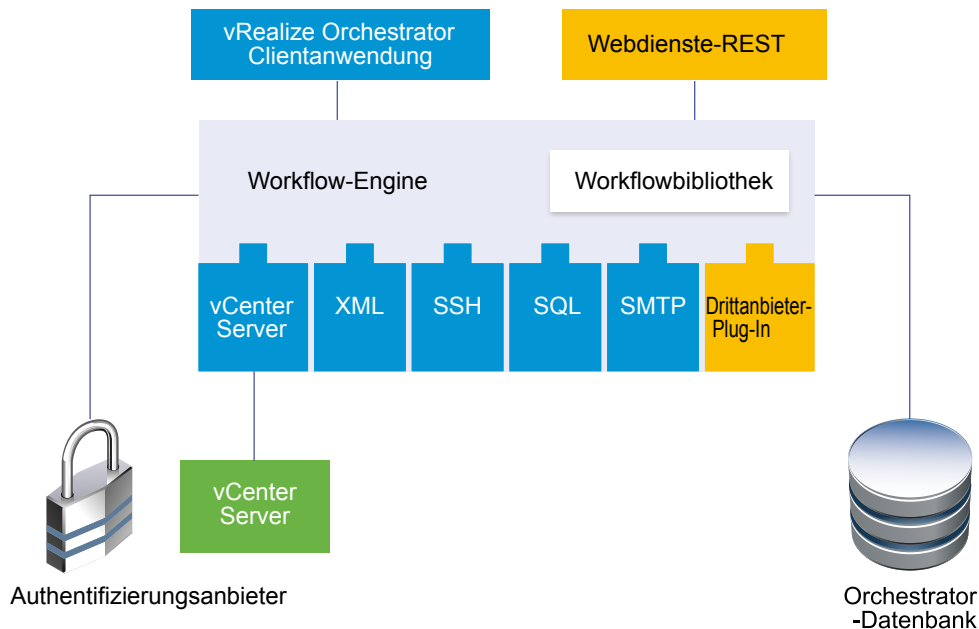 vRealize Orchestrator
Clientanwendung
Webdienste-REST
Workflow-Engine
Workflowbibliothek
vCenter
Server
XML
SSH
SQL
SMTP
Drittanbieter-
Plug-In
vCenter
Server
Authentifizierungsanbieter
Orchestrator
-Datenbank